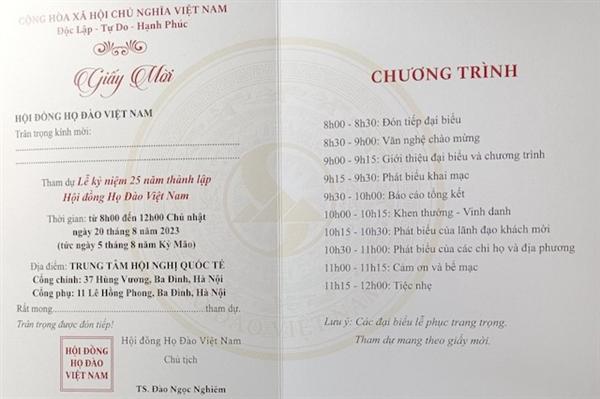 CỘNG HÒA XÃ HỘI CHỦ NGHĨA VIỆT NAM
Độc Lập - Tự Do - Hạnh Phúc
Giấy Mời
HỘI ĐỒNG HỌ ĐÀO VIỆT NAM
Trân trọng kính mời:
Tham dự Lễ kỷ niệm 25 năm thành lập
Hội đồng Họ Đào Việt Nam
Thời gian: từ 8h00 đến 12h00 Chủ nhật
ngày 20 tháng 8 năm 2023
(tức ngày 5 tháng 8 năm Kỷ Mão)
Địa điểm: TRUNG TÂM HỘI NGHỊ QUỐC TẾ
Cổng chính: 37 Hùng Vương, Ba Đình, Hà Nội
Cổng phụ: 11 Lê Hồng Phong, Ba Đình, Hà Nội
Rất mong..........................................tham dự.
Trân trọng được đón tiếp!
Hội đồng Họ Đào Việt Nam
Chủ tịch
HỘI ĐỒNG
HỌ ĐÀO
VIỆT NAM
TS. Đào Ngọc Nghiêm
CHƯƠNG TRÌNH
8h00 - 8h30: Đón tiếp đại biểu
8h30 - 9h00: Văn nghệ chào mừng
9h00 - 9h15: Giới thiệu đại biểu và chương trình
9h15 - 9h30: Phát biểu khai mạc
9h30 - 10h00: Báo cáo tổng kết
10h00 - 10h15: Khen thưởng - Vinh danh
10h15 - 10h30: Phát biểu của lãnh đạo khách mời
10h30 - 11h00: Phát biểu của các chi họ và địa phương
11h00 - 11h15: Cảm ơn và bế mạc
11h15 - 12h00: Tiệc nhẹ
Lưu ý: Các đại biểu lễ phục trang trọng.
Tham dự mang theo giấy mời.